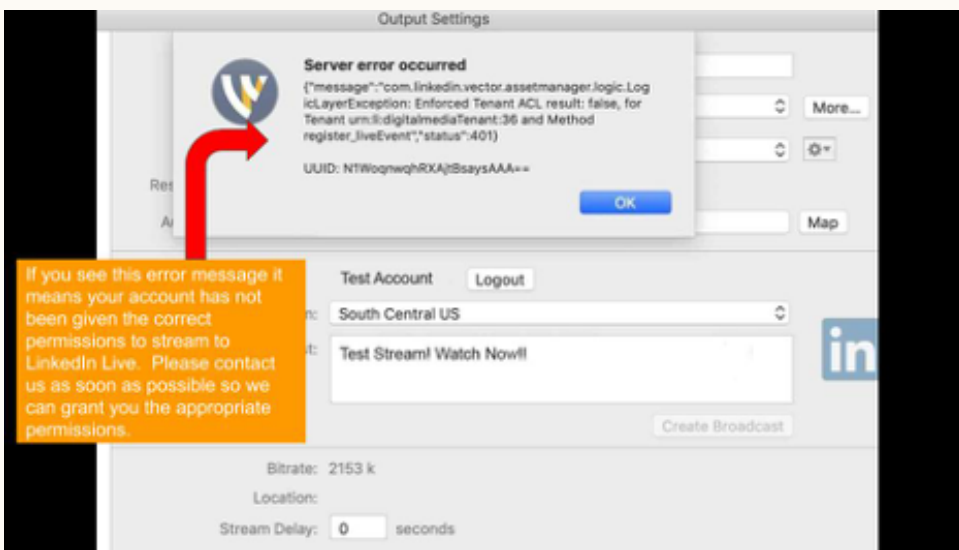 Output Settings
Server error occurred
{"message":"com.linkedin.vector.assetmanager.logic.Log
icLayerException: Enforced Tenant ACL result: false, for
Tenant urn:li:digitalmediaTenant:36 and Method
register_liveEvent","status":401}
UUID:
OK
More...
Res
Map
If you see this error message it
means your account has not
been given the correct
permissions to stream to
LinkedIn Live. Please contact
us as soon as possible so we
can grant you the appropriate
permissions.
Test Account
Logout
South Central US
Test Stream! Watch Now!!
in
Create Broadcast
Bitrate: 2153 k
Location:
Stream Delay: 0 seconds